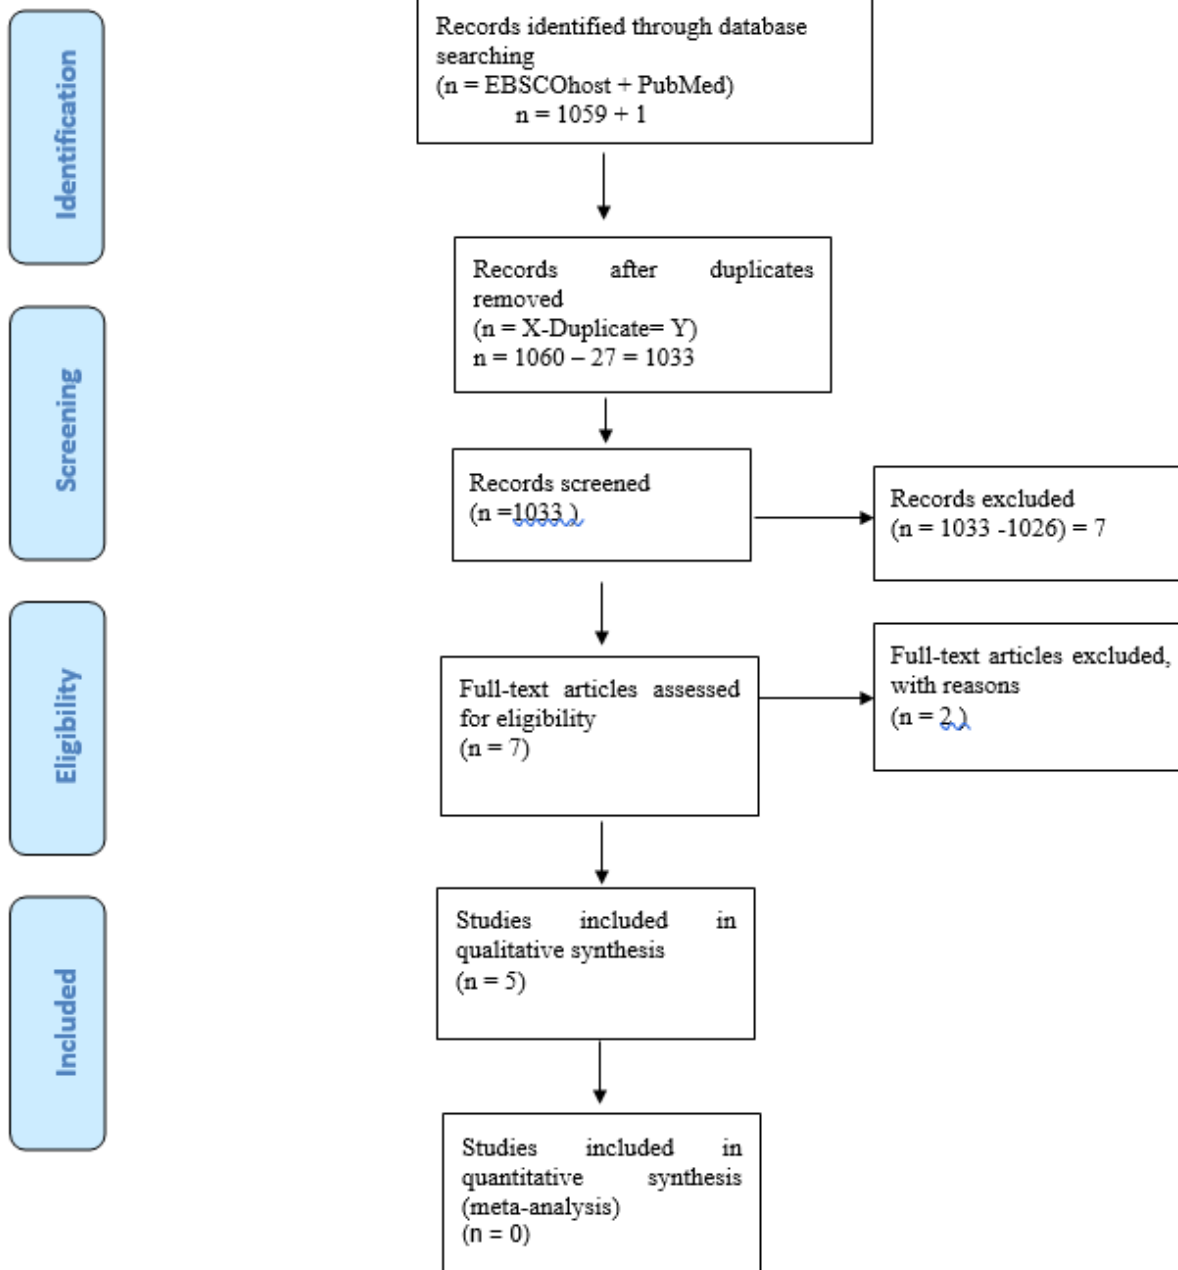 Identification
Records identified through database
searching
(n = EBSCOhost + PubMed)
n = 1059 + 1
Records after duplicates
removed
(n = X-Duplicate= Y)
n = 1060 – 27 = 1033
Screening
Records screened
(n =1033 )
Records excluded
(n = 1033 -1026) = 7
Eligibility
Full-text articles assessed
for eligibility
(n = 7)
Full-text articles excluded,
with reasons
(n = 2 )
Included
Studies included in
qualitative synthesis
(n = 5)
Studies included in
quantitative synthesis
(meta-analysis)
(n = 0)